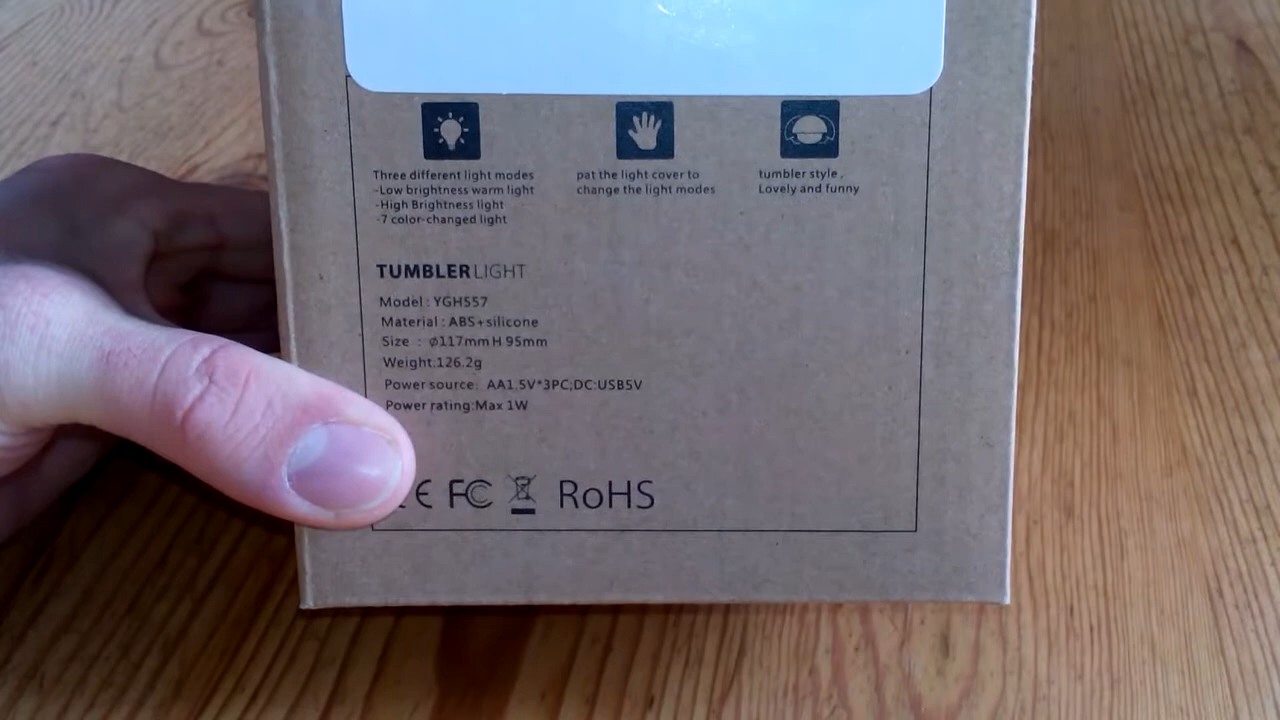 Three different light modes
-Low brightness warm light
-High Brightness light
-7 color-changed light
pat the light cover to
change the light modes
tumbler style ,
Lovely and funny
TUMBLER LIGHT
Model : YGH557
Material : ABS+silicone
Size : ø117mm H 95mm
Weight:126.2g
Power source: AA1.5V*3PC;DC:USB5V
Power rating:Max 1W
CE FC RoHS